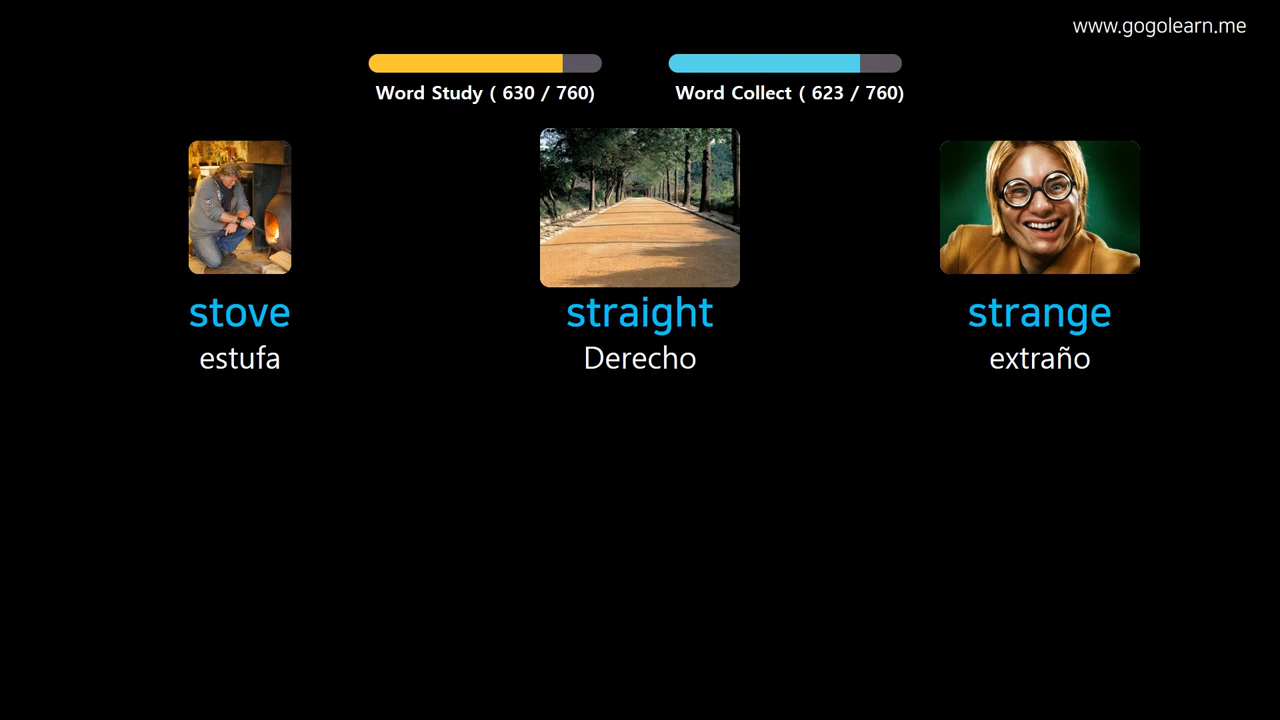 www.gogolearn.me
Word Study ( 630 / 760)
Word Collect ( 623 / 760)
stove
estufa
straight
Derecho
strange
extraño